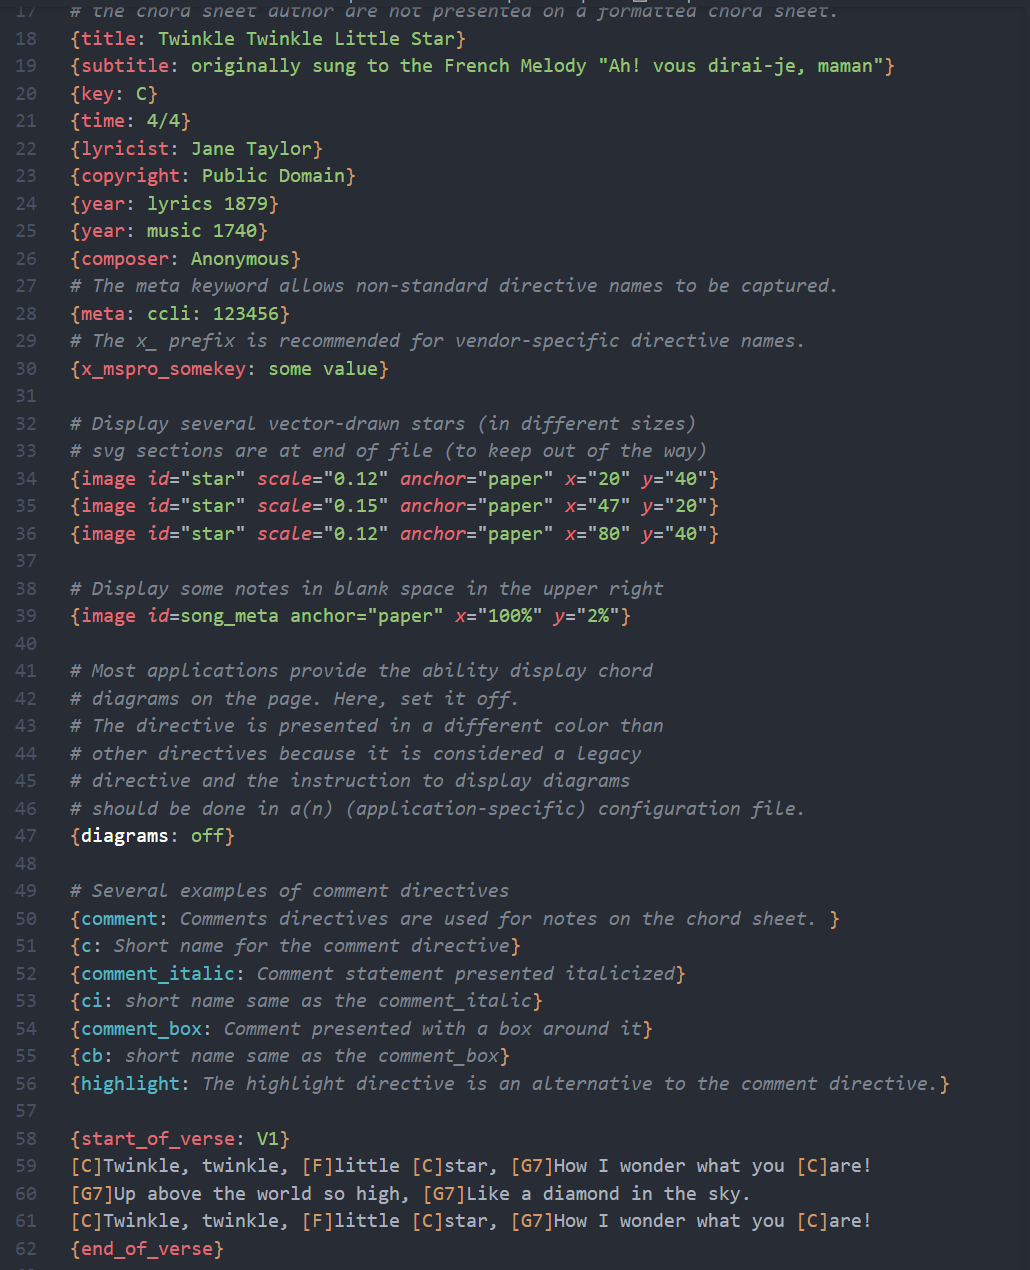 17 # the chord sheet author are not presented on a formatted chord sheet.
18 {title: Twinkle Twinkle Little Star}
19 {subtitle: originally sung to the French Melody "Ah! vous dirai-je, maman"}
20 {key: C}
21 {time: 4/4}
22 {lyricist: Jane Taylor}
23 {copyright: Public Domain}
24 {year: lyrics 1879}
25 {year: music 1740}
26 {composer: Anonymous}
27 # The meta keyword allows non-standard directive names to be captured.
28 {meta: ccli: 123456}
29 # The x_ prefix is recommended for vendor-specific directive names.
30 {x_mspro_somekey: some value}
31
32 # Display several vector-drawn stars (in different sizes)
33 # svg sections are at end of file (to keep out of the way)
34 {image id="star" scale="0.12" anchor="paper" x="20" y="40"}
35 {image id="star" scale="0.15" anchor="paper" x="47" y="20"}
36 {image id="star" scale="0.12" anchor="paper" x="80" y="40"}
37
38 # Display some notes in blank space in the upper right
39 {image id=song_meta anchor="paper" x="100%" y="2%"}
40
41 # Most applications provide the ability display chord
42 # diagrams on the page. Here, set it off.
43 # The directive is presented in a different color than
44 # other directives because it is considered a legacy
45 # directive and the instruction to display diagrams
46 # should be done in a(n) (application-specific) configuration file.
47 {diagrams: off}
48
49 # Several examples of comment directives
50 {comment: Comments directives are used for notes on the chord sheet. }
51 {c: Short name for the comment directive}
52 {comment_italic: Comment statement presented italicized}
53 {ci: short name same as the comment_italic}
54 {comment_box: Comment presented with a box around it}
55 {cb: short name same as the comment_box}
56 {highlight: The highlight directive is an alternative to the comment directive.}
57
58 {start_of_verse: V1}
59 [C]Twinkle, twinkle, [F]little [C]star, [G7]How I wonder what you [C]are!
60 [G7]Up above the world so high, [G7]Like a diamond in the sky.
61 [C]Twinkle, twinkle, [F]little [C]star, [G7]How I wonder what you [C]are!
62 {end_of_verse}